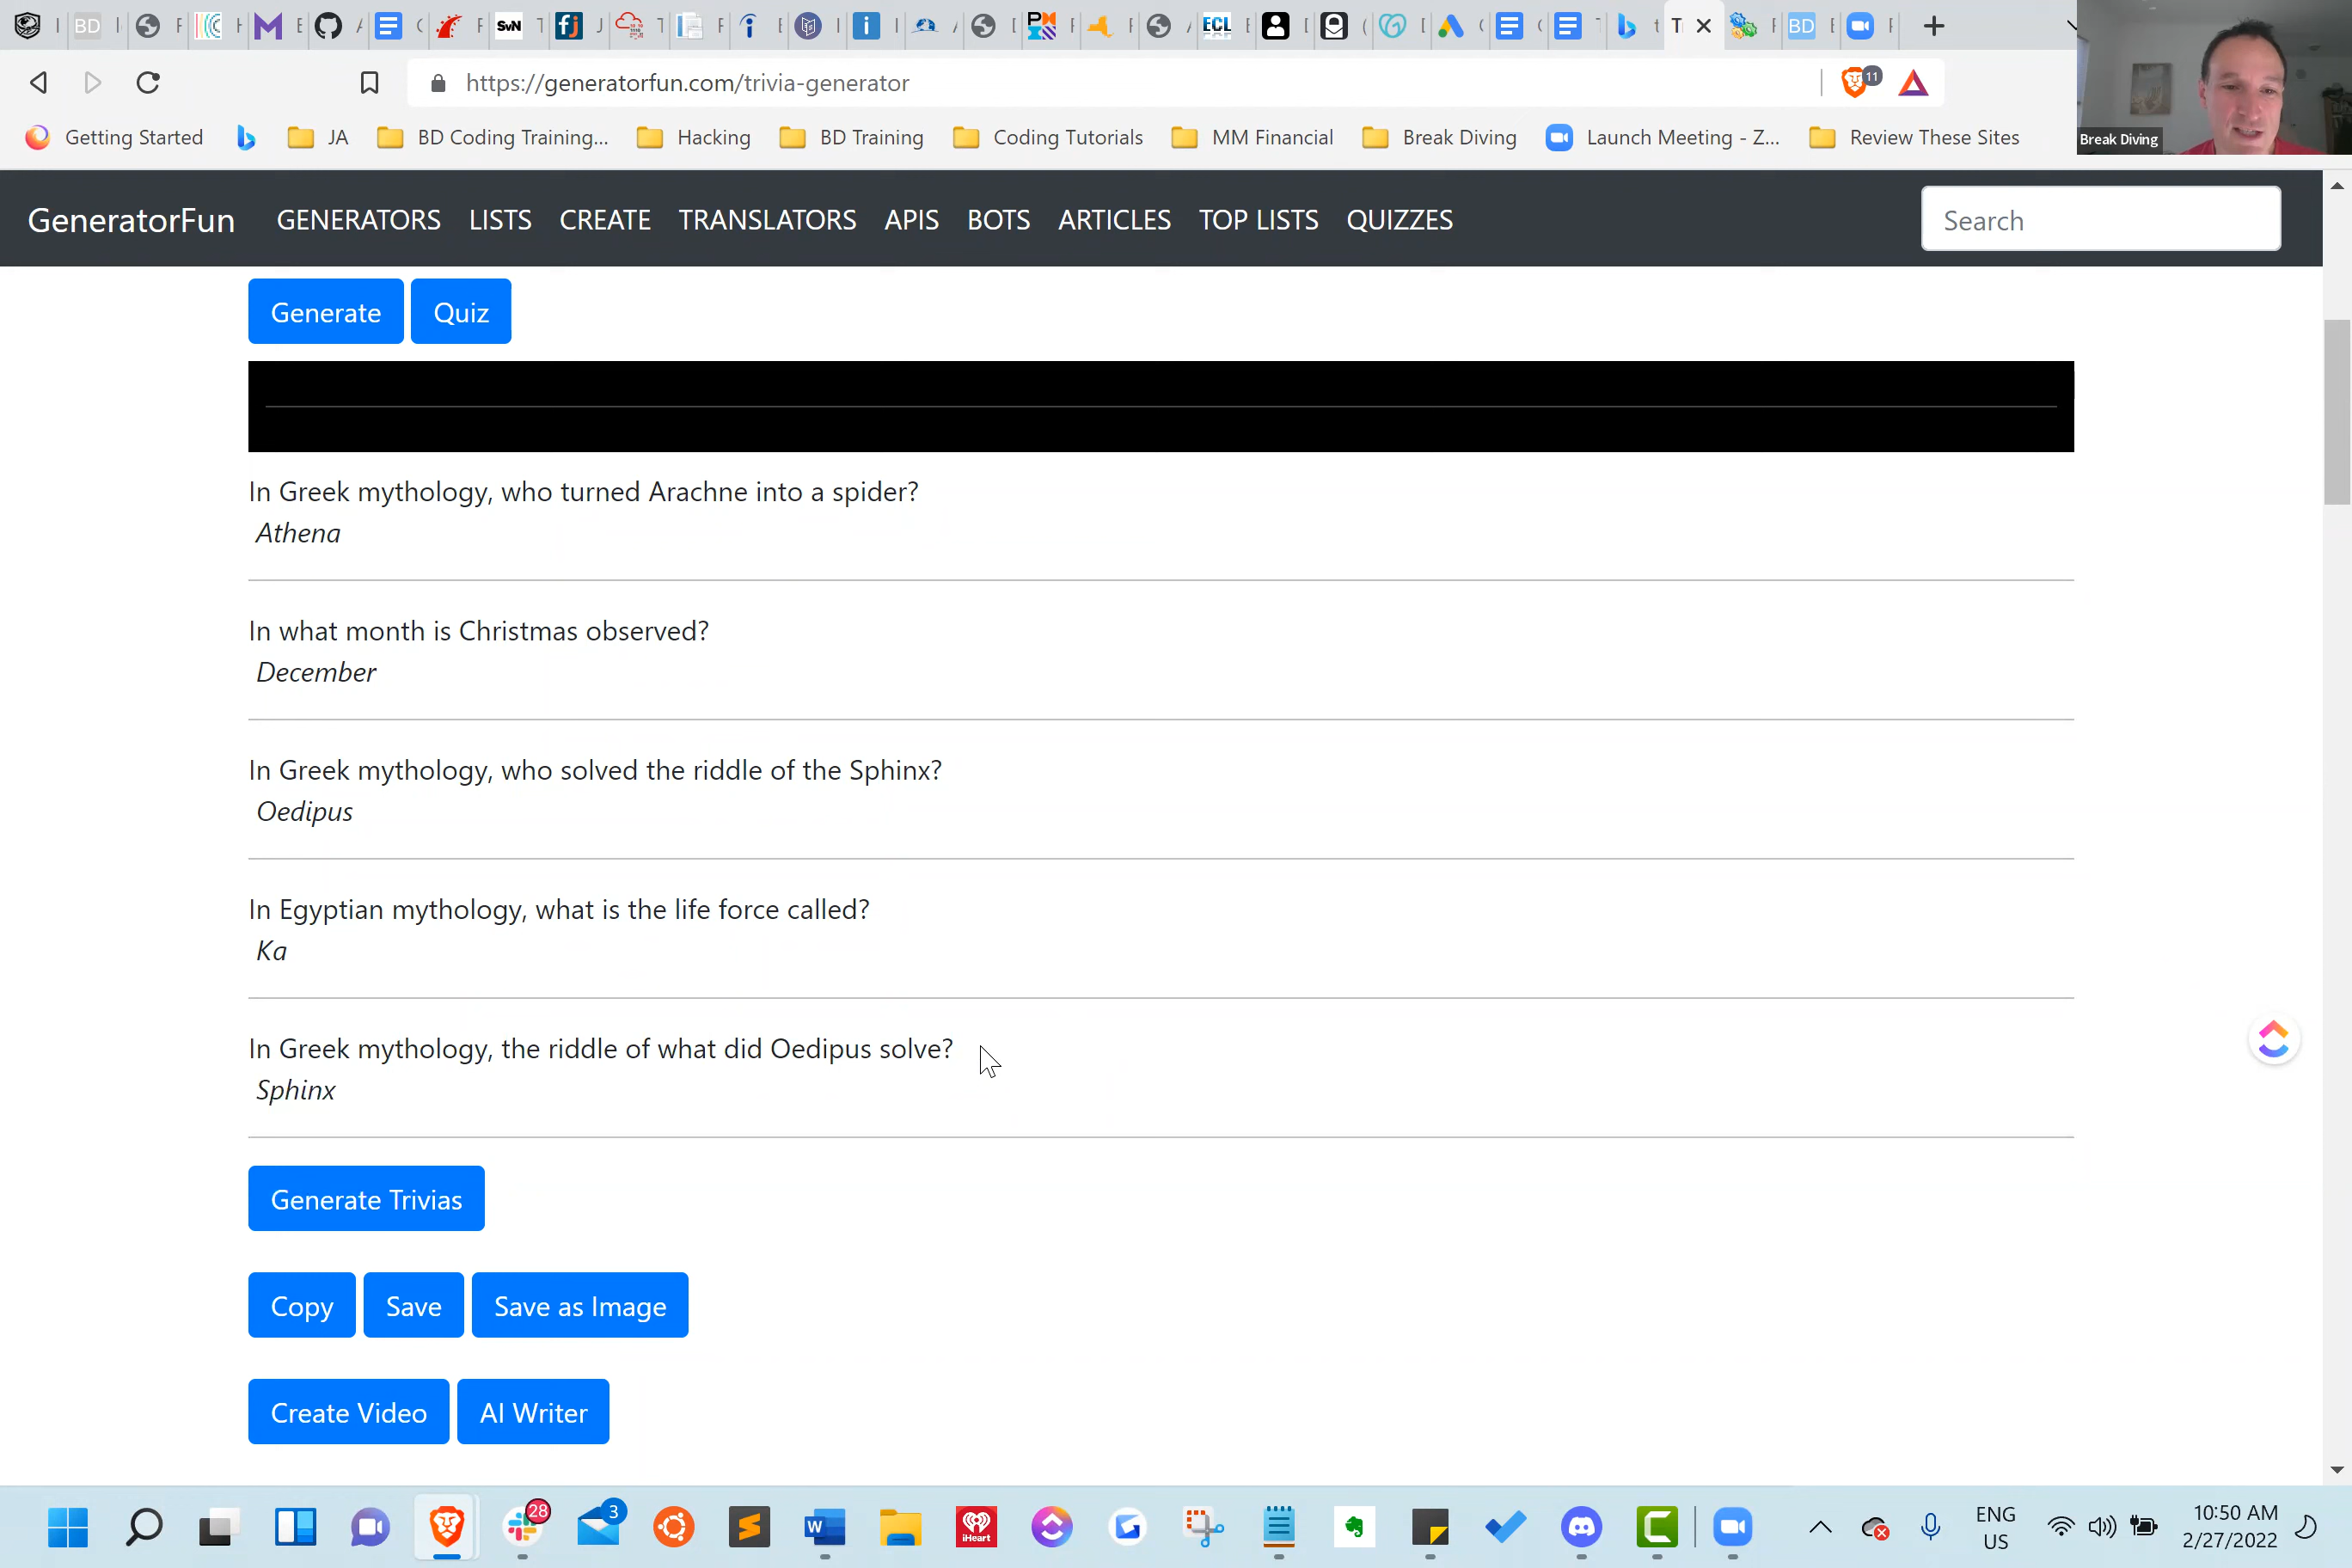 https://generatorfun.com/trivia-generator
11
Getting Started JA BD Coding Training... Hacking BD Training Coding Tutorials MM Financial Break Diving Launch Meeting - Z... Review These Sites
Break Diving
GeneratorFun GENERATORS LISTS CREATE TRANSLATORS APIS BOTS ARTICLES TOP LISTS QUIZZES Search
Generate Quiz
In Greek mythology, who turned Arachne into a spider?
Athena
In what month is Christmas observed?
December
In Greek mythology, who solved the riddle of the Sphinx?
Oedipus
In Egyptian mythology, what is the life force called?
Ka
In Greek mythology, the riddle of what did Oedipus solve?
Sphinx
Generate Trivias
Copy Save Save as Image
Create Video AI Writer
28 3 iHeart ENG 10:50 AM
US 2/27/2022